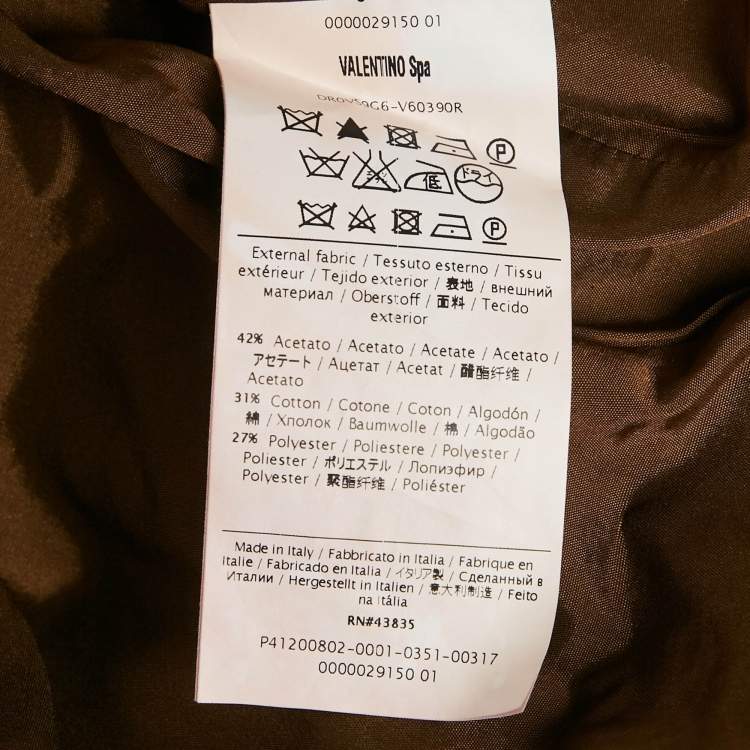 0000029150 01
VALENTINO Spa
-V60390R
P
ドライ
低
P
External fabric / Tessuto esterno / Tissu
extérieur / Tejido exterior / 表地 / внешний
материал / Oberstoff / 面料 / Tecido
exterior
42% Acetato / Acetato / Acetate / Acetato /
アセテート / Ацетат / Acetat / 醋酯纤维 /
Acetato
31% Cotton / Cotone / Coton / Algodón /
綿 / Хлопок / Baumwolle / 棉 / Algodão
27% Polyester / Poliestere / Polyester /
Poliester / ポリエステル / Лопиэфир /
Polyester / 聚酯纤维 / Poliéster
Made in Italy / Fabbricato in Italia / Fabrique en
Italie / Fabricado en Italia / イタリア製 / Сделанный в
Италии / Hergestellt in Italien / 意大利制造 / Feito
na Itália
RN#43835
P41200802-0001-0351-00317
0000029150 01